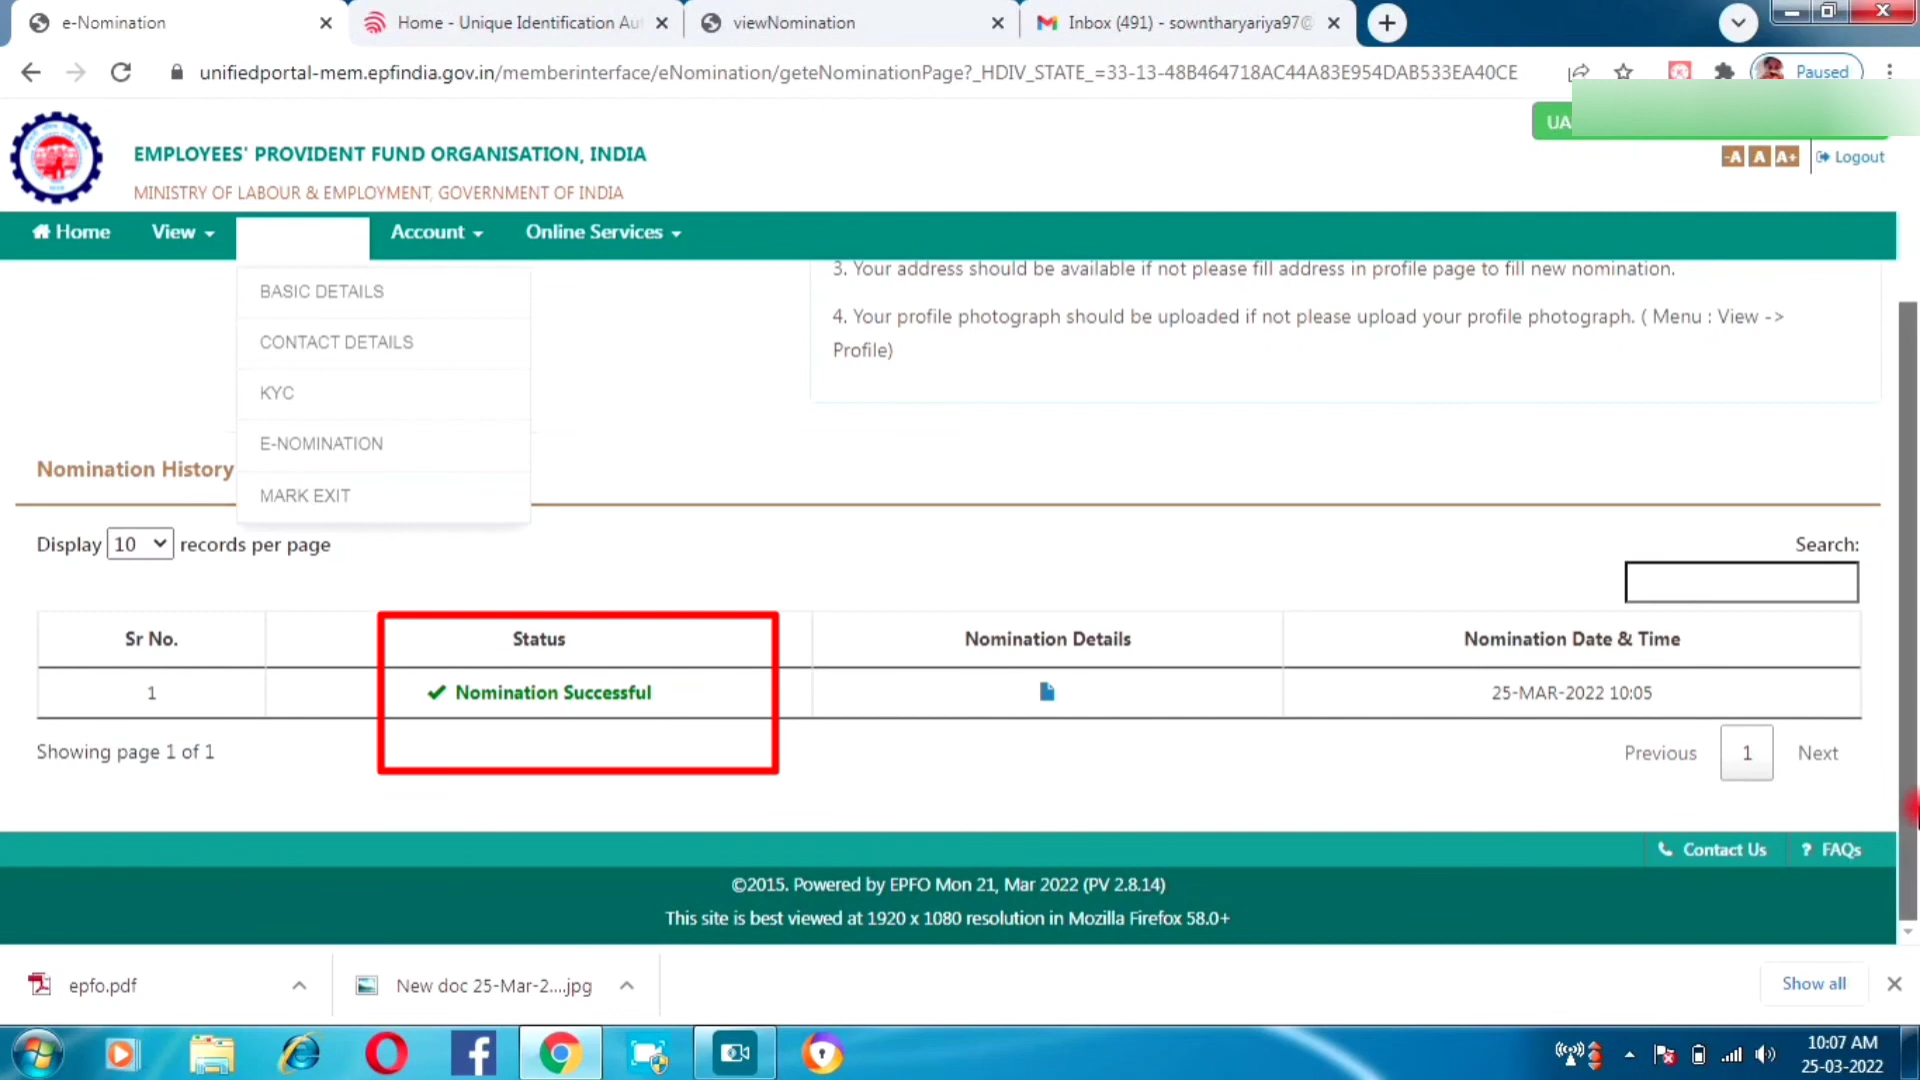 e-Nomination
Home - Unique Identification Aut
viewNomination
Inbox (491) - sowntharyariya97@
unifiedportal-mem.epfindia.gov.in/memberinterface/eNomination/geteNominationPage?_HDIV_STATE_=33-13-48B464718AC44A83E954DAB533EA40CE
Paused
UA
EMPLOYEES' PROVIDENT FUND ORGANISATION, INDIA
MINISTRY OF LABOUR & EMPLOYMENT, GOVERNMENT OF INDIA
-A A A+ Logout
Home View Account Online Services
BASIC DETAILS
CONTACT DETAILS
KYC
E-NOMINATION
MARK EXIT
3. Your address should be available if not please fill address in profile page to fill new nomination.
4. Your profile photograph should be uploaded if not please upload your profile photograph. ( Menu : View ->
Profile)
Nomination History
Display 10 records per page
Search:
Sr No. Status Nomination Details Nomination Date & Time
1 Nomination Successful 25-MAR-2022 10:05
Showing page 1 of 1
Previous 1 Next
Contact Us ? FAQs
©2015. Powered by EPFO Mon 21, Mar 2022 (PV 2.8.14)
This site is best viewed at 1920 x 1080 resolution in Mozilla Firefox 58.0+
epfo.pdf
New doc 25-Mar-2....jpg
Show all
10:07 AM
25-03-2022